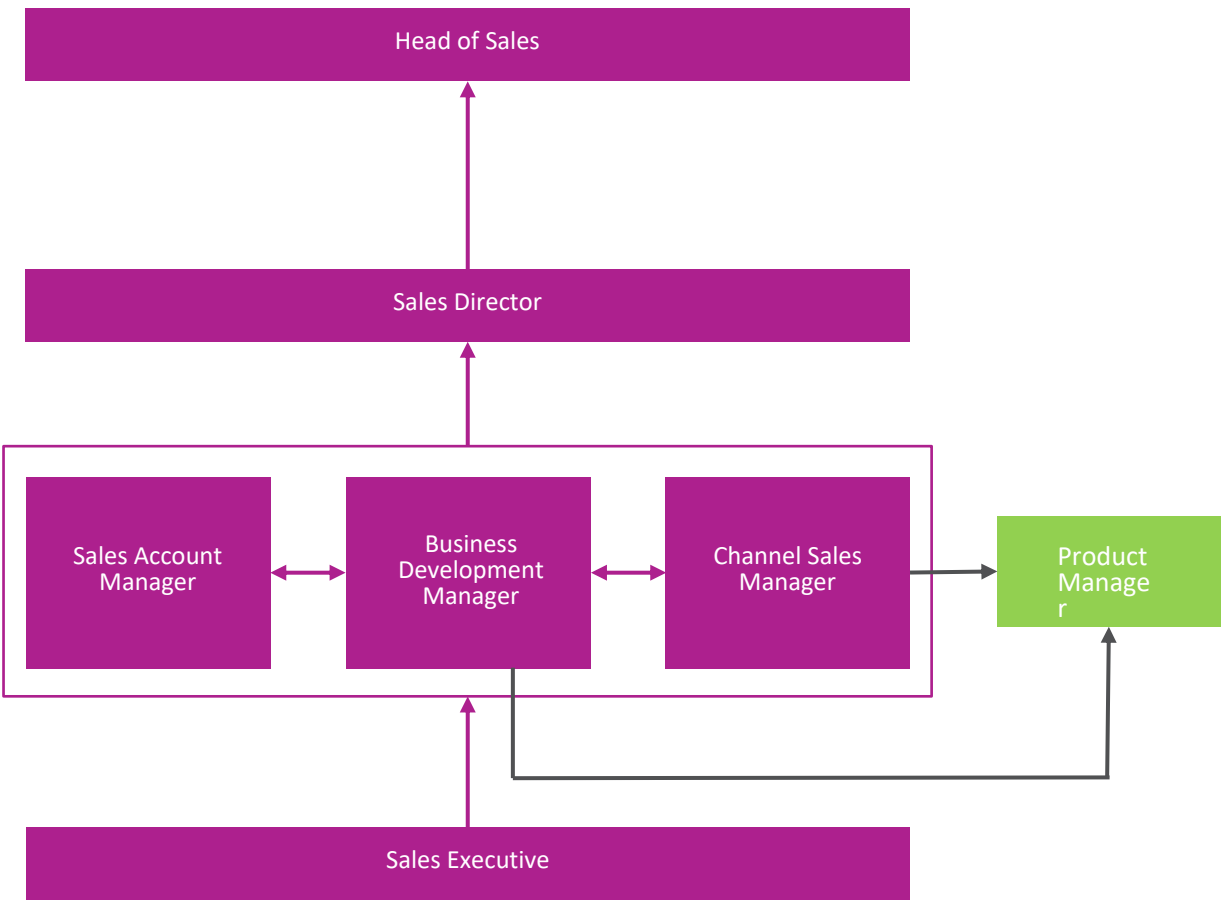 Head of Sales
Sales Director
Sales Account
Manager
Business
Development
Manager
Channel Sales
Manager
Product
Manage
r
Sales Executive